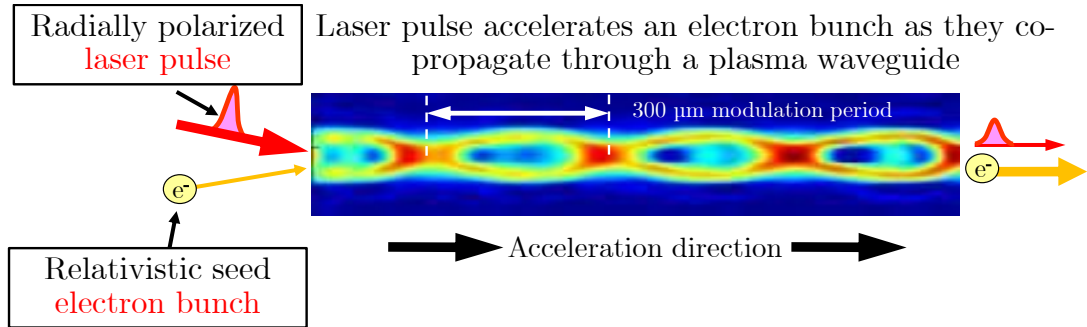 Radially polarized
laser pulse
Laser pulse accelerates an electron bunch as they co-
propagate through a plasma waveguide
300 µm modulation period
e-
e-
Acceleration direction
Relativistic seed
electron bunch